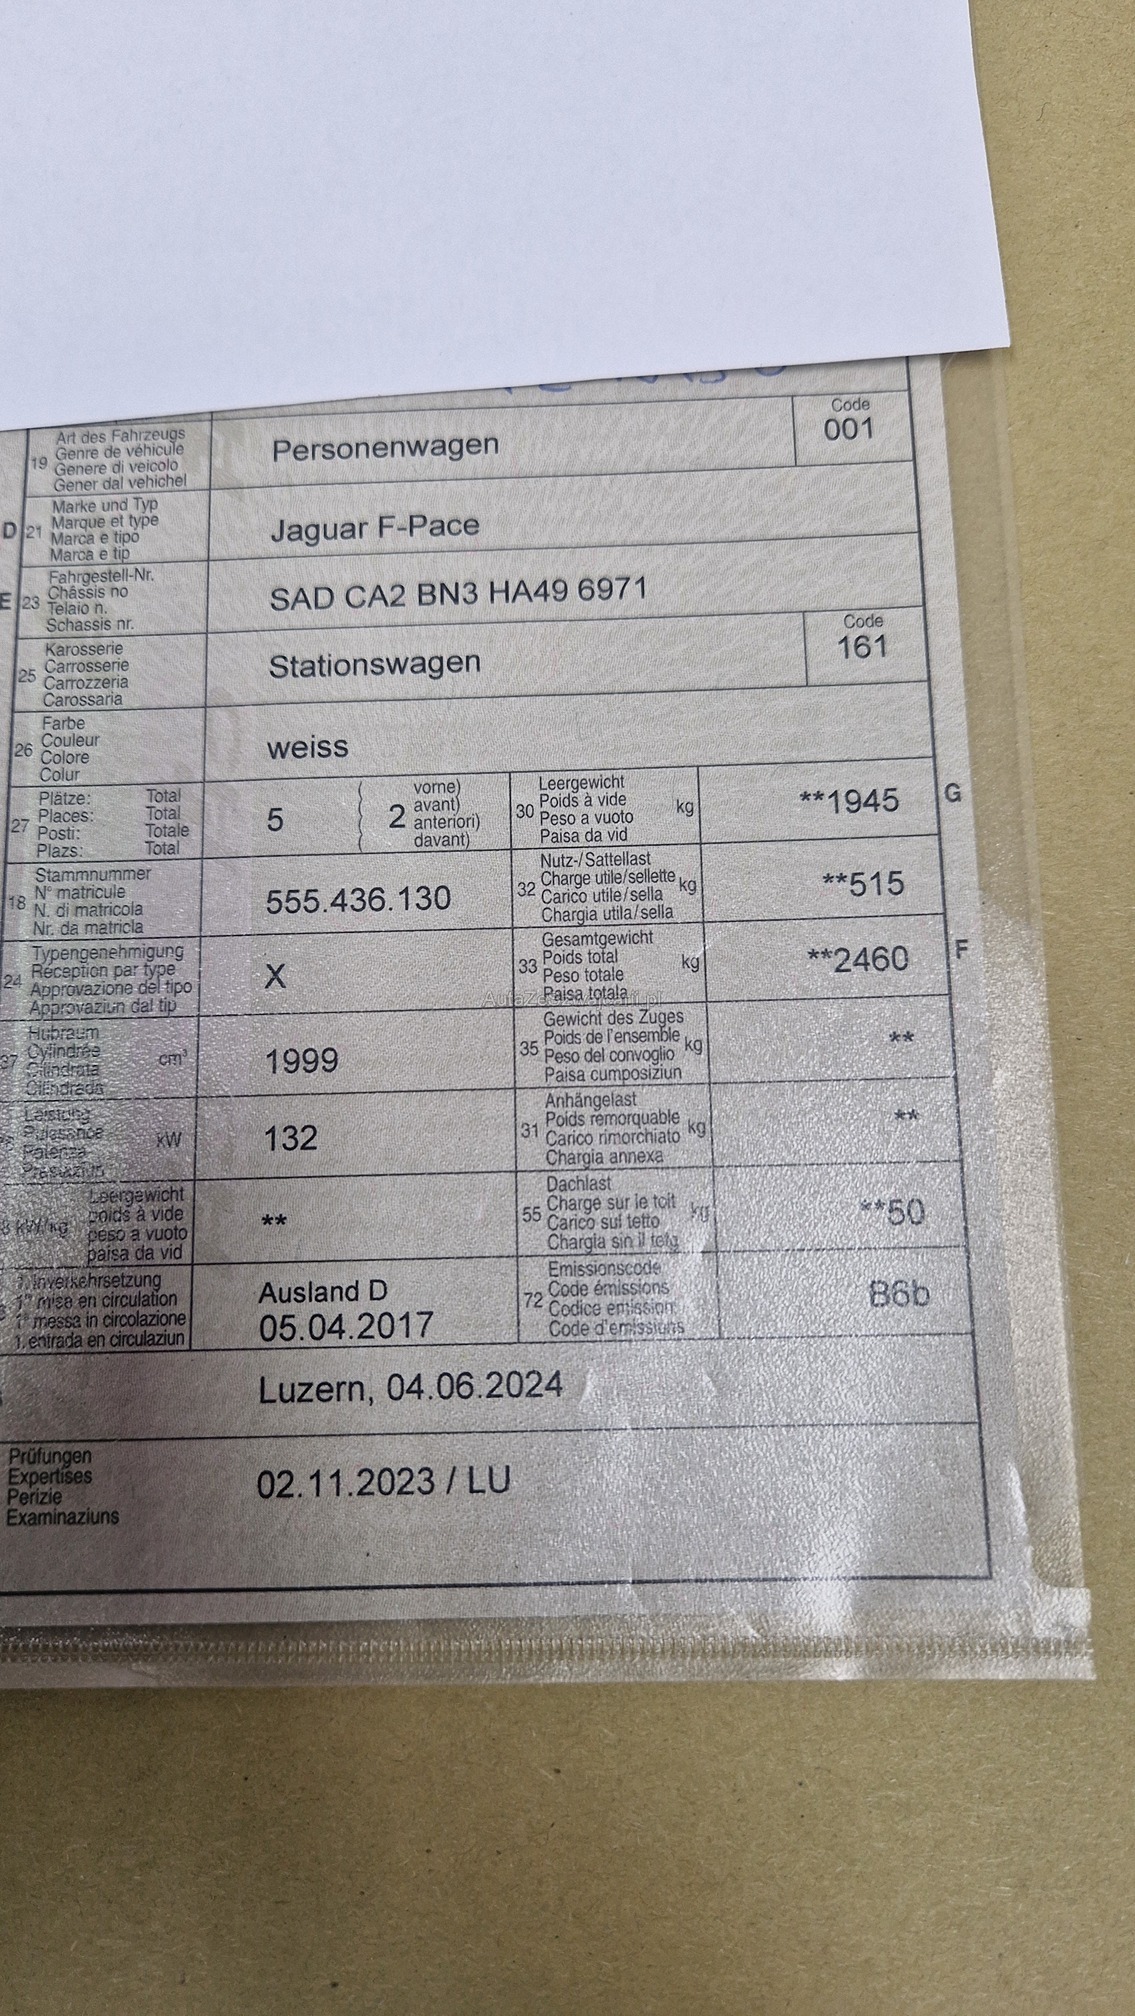 19 Art des Fahrzeugs
Genre de véhicule
Genere di veicolo
Gener dal vehichel
Personenwagen
Code
001
D 21 Marke und Typ
Marque et type
Marca e tipo
Marca e tip
Jaguar F-Pace
E 23 Fahrgestell-Nr.
Châssis no
Telaio n.
Schassis nr.
SAD CA2 BN3 HA49 6971
25 Karosserie
Carrosserie
Carrozzeria
Carossaria
Stationswagen
Code
161
26 Farbe
Couleur
Colore
Colur
weiss
27 Plätze: Total
Places: Total
Posti: Totale
Plazs: Total
5
2 vorne)
avant)
anteriori)
davant)
30 Leergewicht
Poids à vide
Peso a vuoto
Paisa da vid
kg
**1945 G
18 Stammnummer
N° matricule
N. di matricola
Nr. da matricla
555.436.130
32 Nutz-/Sattellast
Charge utile/sellette
Carico utile/sella
Chargia utila/sella
kg
**515
24 Typengenehmigung
Réception par type
Approvazione del tipo
Approvaziun dal tip
X
33 Gesamtgewicht
Poids total
Peso totale
Paisa totala
kg
**2460 F
37 Hubraum
Cylindrée
Cilindrata
Cilindrada
cm³
1999
35 Gewicht des Zuges
Poids de l'ensemble
Peso del convoglio
Paisa cumposiziun
kg
**
Leistung
Puissance
Potenza
Prestaziun
kW
132
31 Anhängelast
Poids remorquable
Carico rimorchiato
Chargia annexa
kg
**
kW/kg
Leergewicht
poids à vide
peso a vuoto
paisa da vid
**
55 Dachlast
Charge sur le toit
Carico sul tetto
Chargia sin il tetg
kg
**50
1. Inverkehrsetzung
1re mise en circulation
1a messa in circolazione
1. entrada en circulaziun
Ausland D
05.04.2017
72 Emissionscode
Code émissions
Codice emissioni
Code d'emissiuns
B6b
Luzern, 04.06.2024
Prüfungen
Expertises
Perizie
Examinaziuns
02.11.2023 / LU